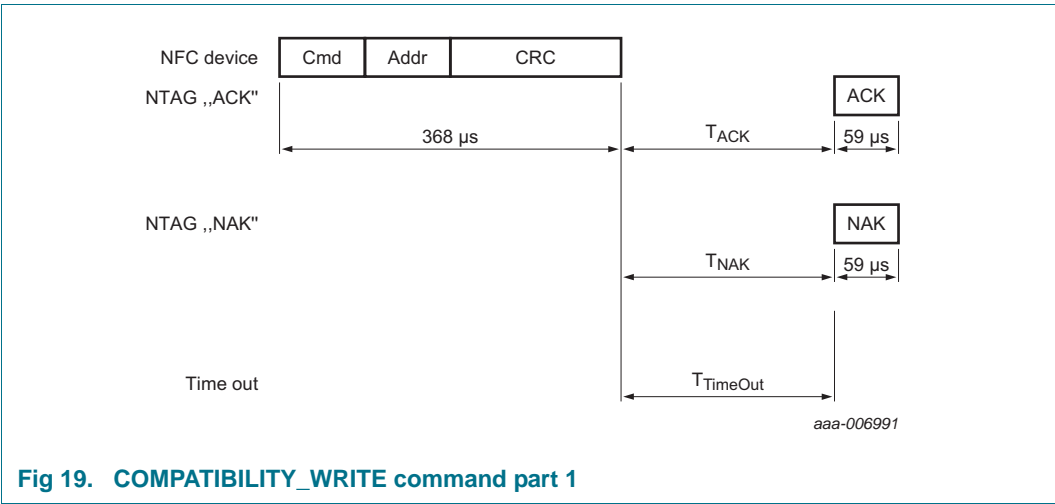 NFC device Cmd Addr CRC
NTAG ,,ACK" ACK
368 µs TACK 59 µs
NTAG ,,NAK" NAK
TNAK 59 µs
Time out TTimeOut
aaa-006991
Fig 19. COMPATIBILITY_WRITE command part 1